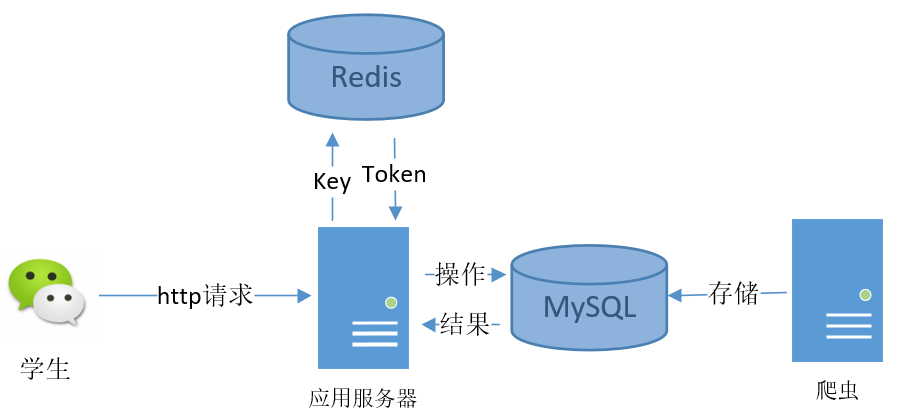 Redis
Key
Token
http请求
操作
MySQL
结果
存储
学生
应用服务器
爬虫